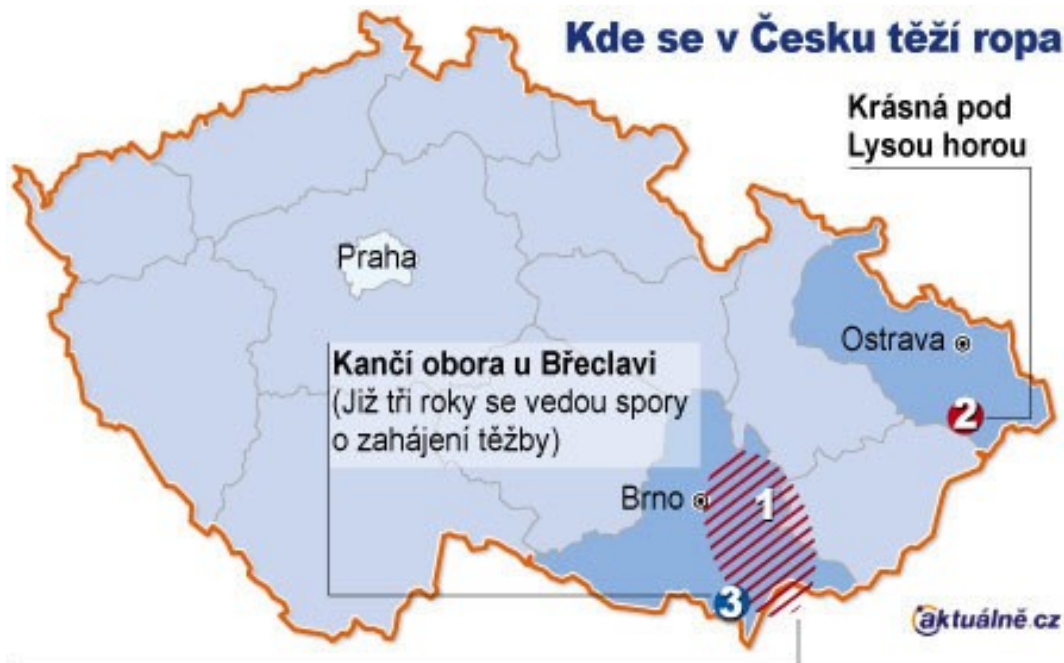 Kde se v Česku těží ropa
Krásná pod
Lysou horou
Praha
Ostrava
Kančí obora u Břeclavi
(Již tři roky se vedou spory
o zahájení těžby)
2
Brno
1
3
aktuálně.cz